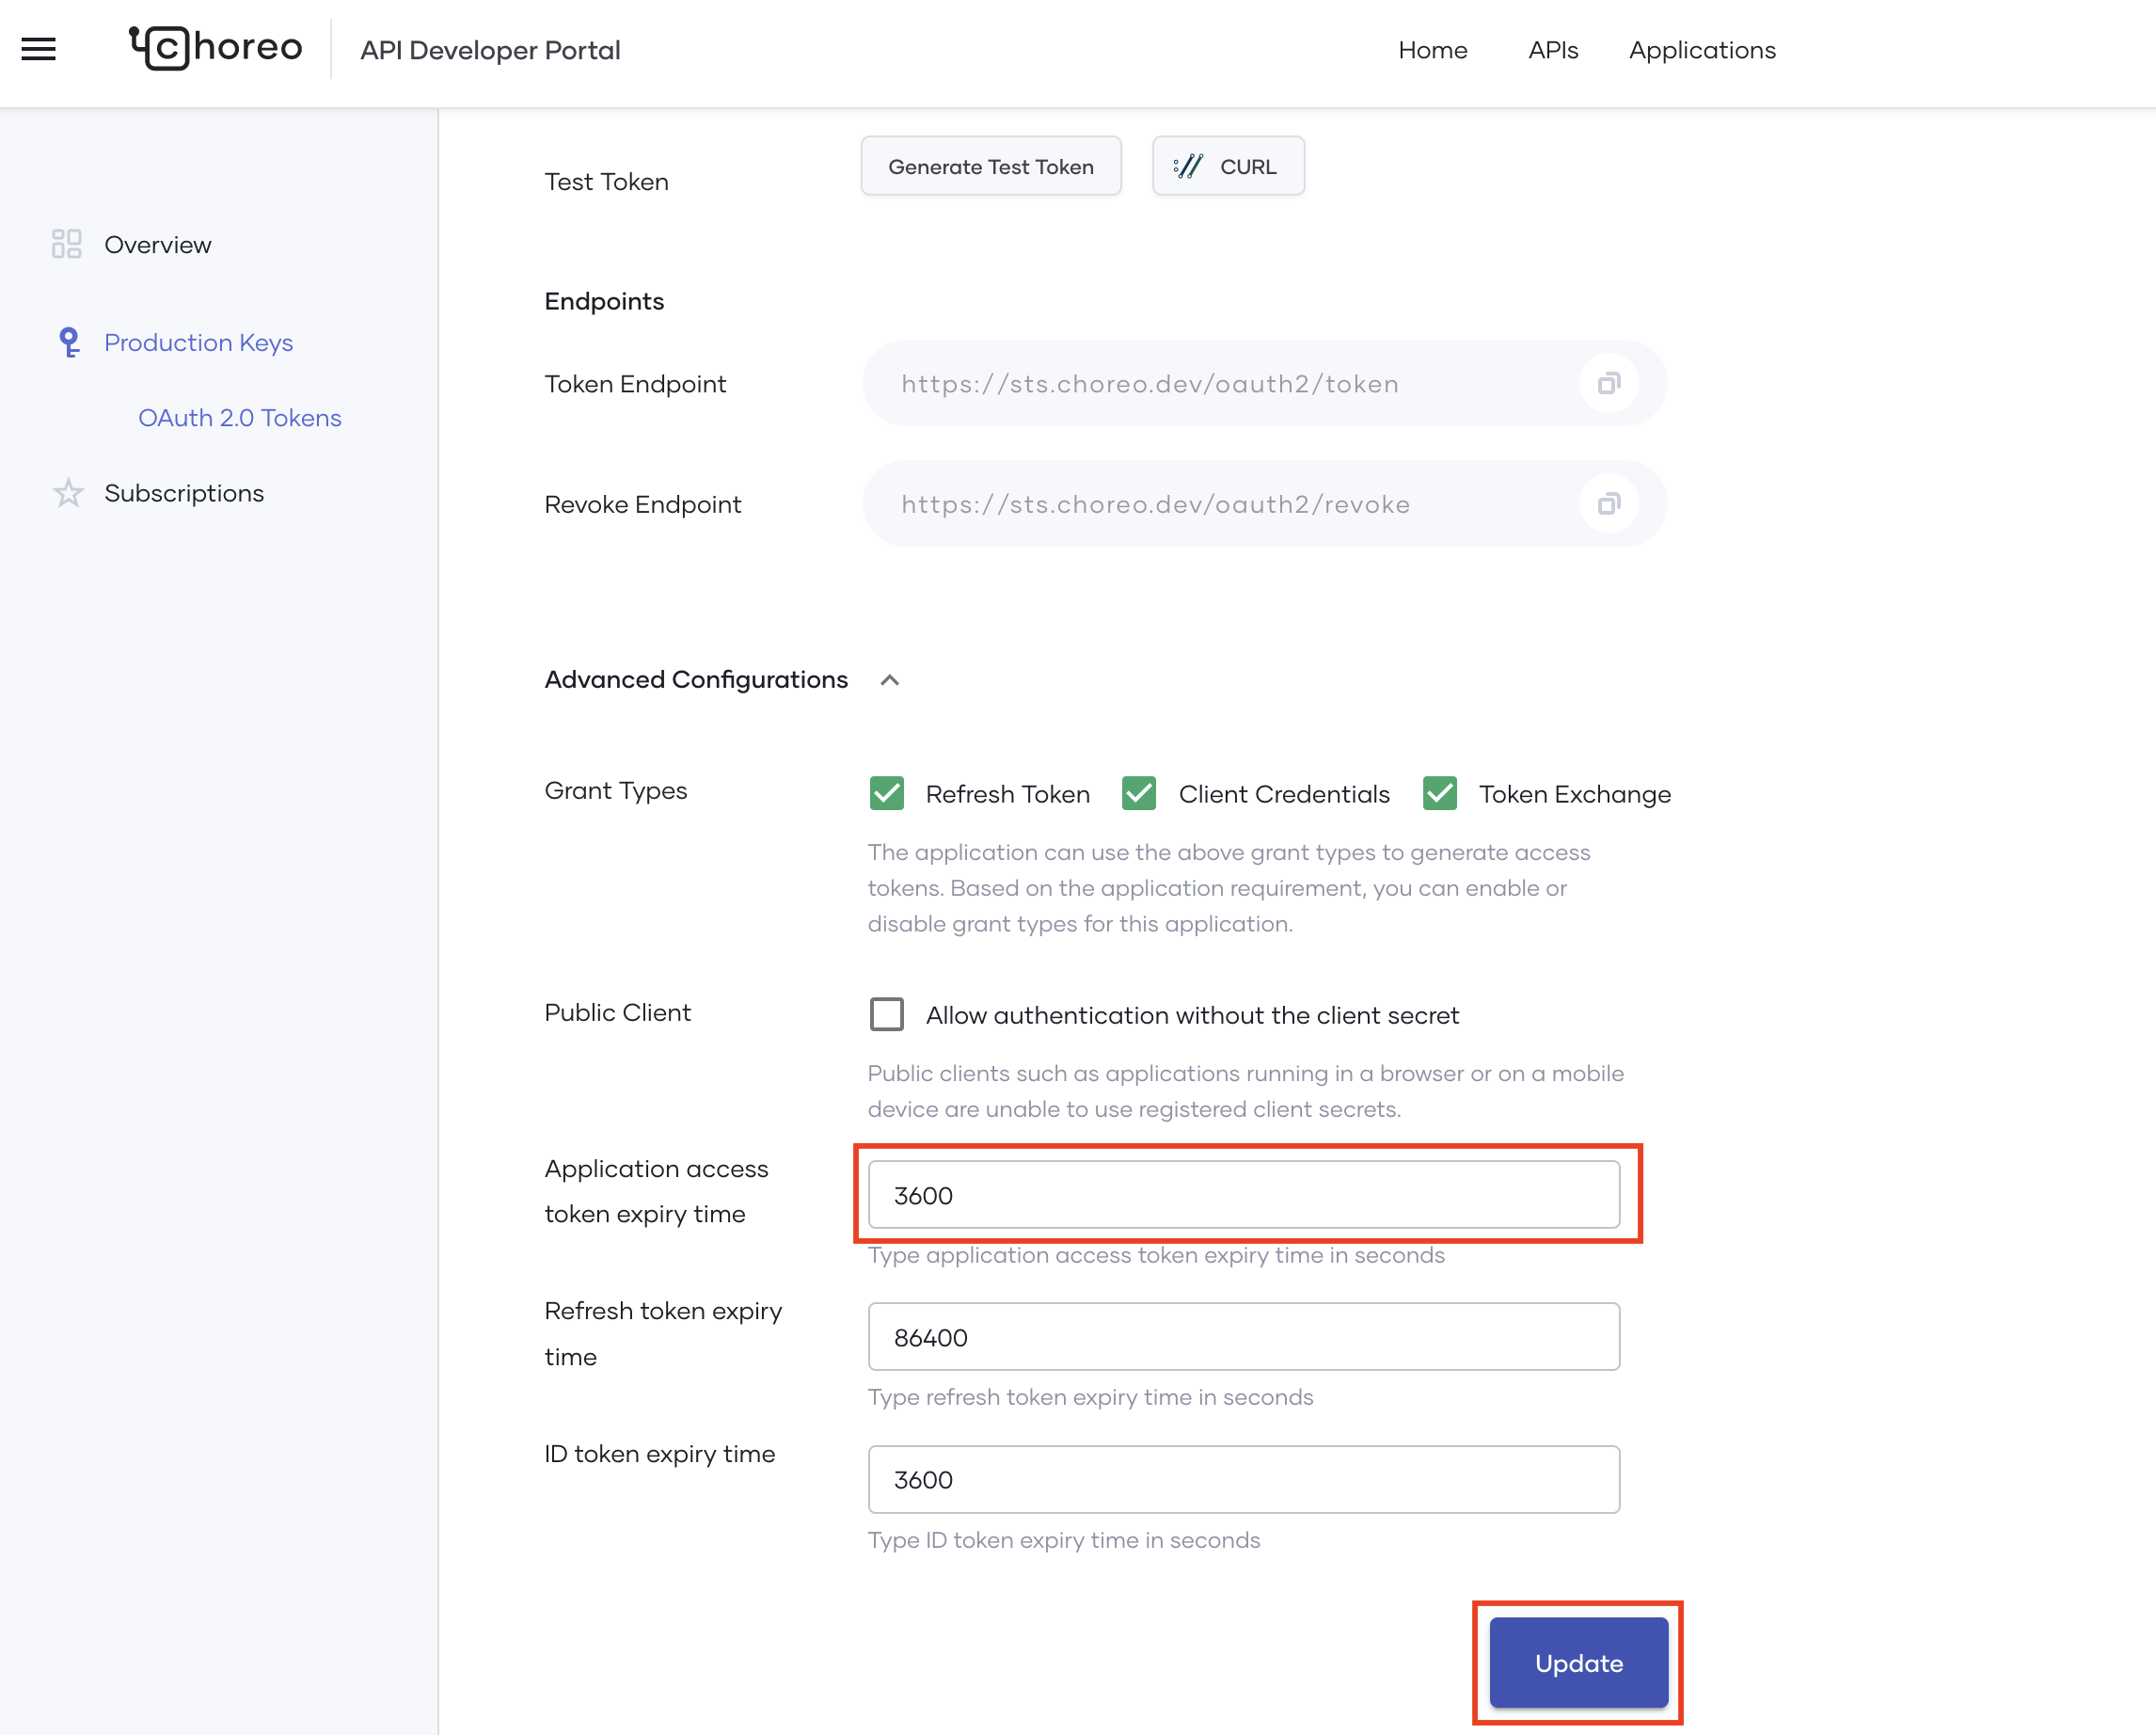 choreo
API Developer Portal
Home
APIs
Applications
Overview
Production Keys
OAuth 2.0 Tokens
Subscriptions
Test Token
Generate Test Token
CURL
Endpoints
Token Endpoint
https://sts.choreo.dev/oauth2/token
Revoke Endpoint
https://sts.choreo.dev/oauth2/revoke
Advanced Configurations
Grant Types
Refresh Token
Client Credentials
Token Exchange
The application can use the above grant types to generate access
tokens. Based on the application requirement, you can enable or
disable grant types for this application.
Public Client
Allow authentication without the client secret
Public clients such as applications running in a browser or on a mobile
device are unable to use registered client secrets.
Application access
token expiry time
3600
Type application access token expiry time in seconds
Refresh token expiry
time
86400
Type refresh token expiry time in seconds
ID token expiry time
3600
Type ID token expiry time in seconds
Update